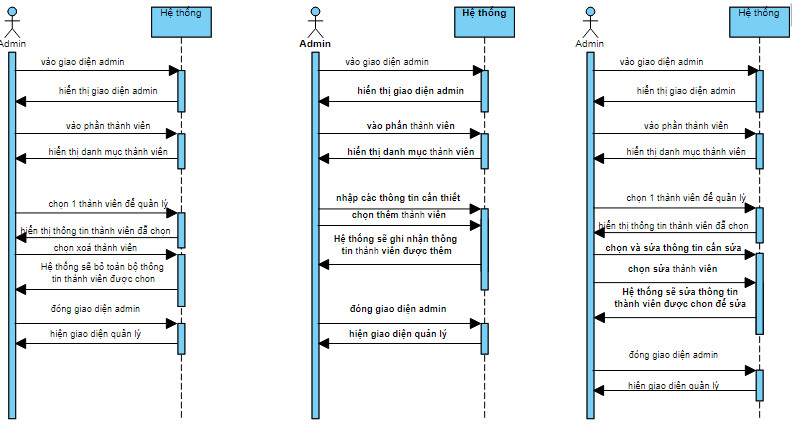 Hệ thống
Admin
vào giao diện admin
hiển thị giao diện admin
vào phần thành viên
hiển thị danh mục thành viên
chọn 1 thành viên để quản lý
hiển thị thông tin thành viên đã chọn
chọn xoá thành viên
Hệ thống sẽ bỏ toàn bộ thông
tin thành viên được chon
đóng giao diện admin
hiện giao diện quản lý
Hệ thống
Admin
vào giao diện admin
hiển thị giao diện admin
vào phần thành viên
hiển thị danh mục thành viên
nhập các thông tin cần thiết
chọn thêm thành viên
Hệ thống sẽ ghi nhận thông
tin thành viên được thêm
đóng giao diện admin
hiện giao diện quản lý
Hệ thống
Admin
vào giao diện admin
hiển thị giao diện admin
vào phần thành viên
hiển thị danh mục thành viên
chọn 1 thành viên để quản lý
hiển thị thông tin thành viên đã chọn
chọn và sửa thông tin cần sửa
chọn sửa thành viên
Hệ thống sẽ sửa thông tin
thành viên được chon để sửa
đóng giao diện admin
hiện giao diện quản lý